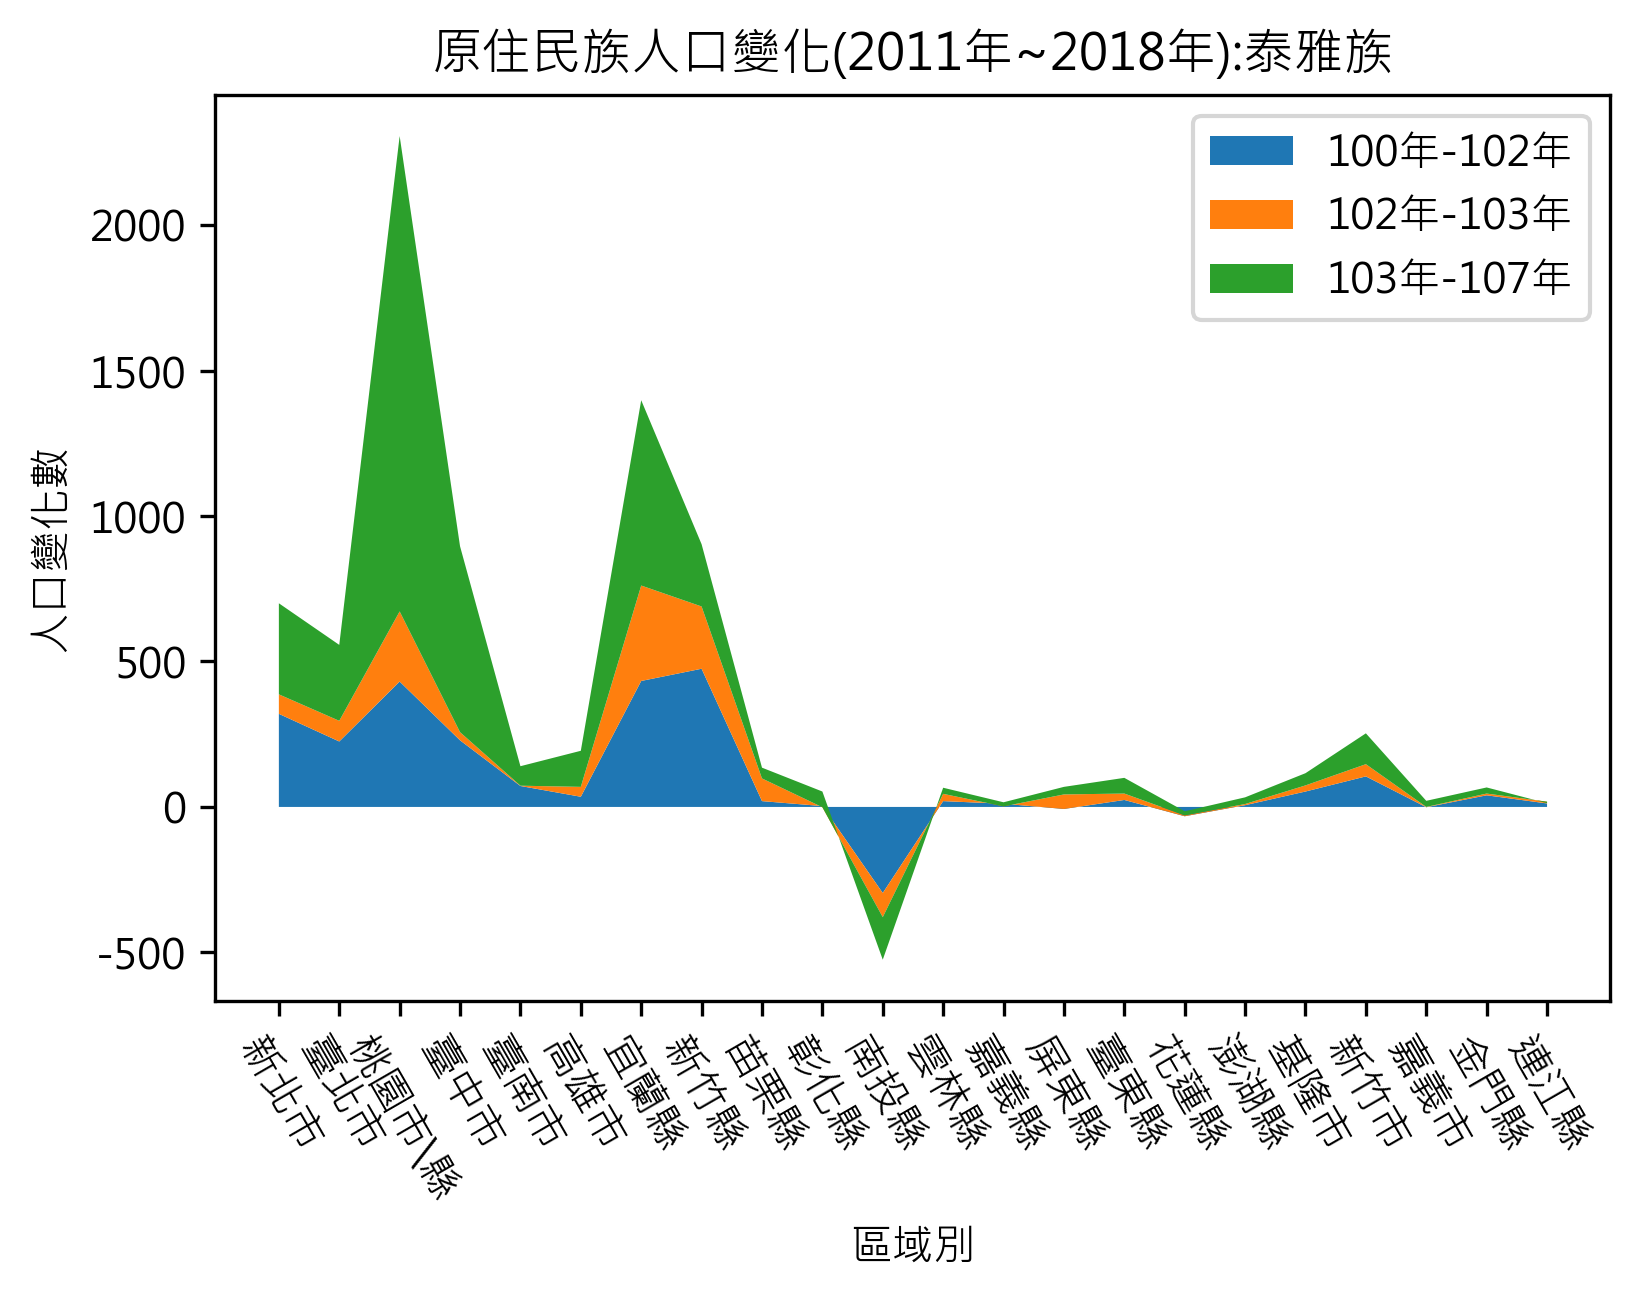 原住民族人口變化(2011年~2018年):泰雅族
100年-102年
102年-103年
103年-107年
人口變化數
2000
1500
1000
500
0
-500
新北市
臺北市
桃園市\縣
臺中市
臺南市
高雄市
宜蘭縣
新竹縣
苗栗縣
彰化縣
南投縣
雲林縣
嘉義縣
屏東縣
臺東縣
花蓮縣
澎湖縣
基隆市
新竹市
嘉義市
金門縣
連江縣
區域別